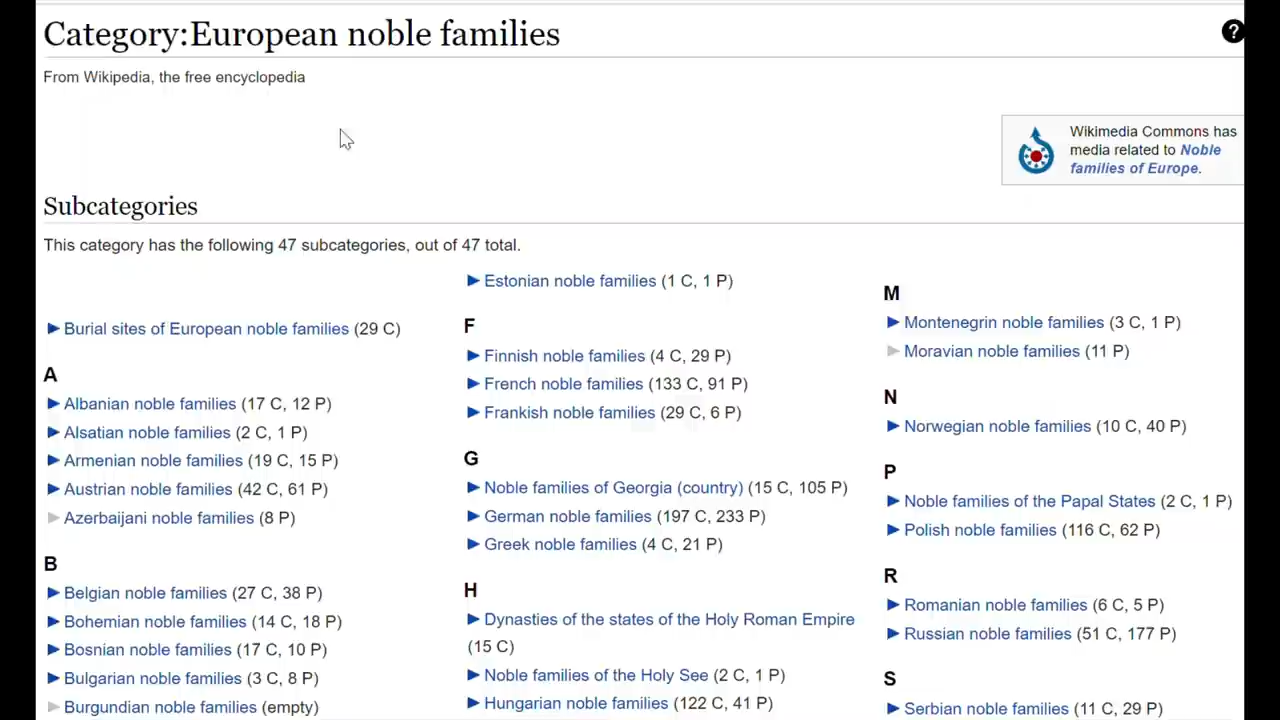 Category:European noble families
?
From Wikipedia, the free encyclopedia
Wikimedia Commons has
media related to Noble
families of Europe.
Subcategories
This category has the following 47 subcategories, out of 47 total.
Burial sites of European noble families (29 C)
A
Albanian noble families (17 C, 12 P)
Alsatian noble families (2 C, 1 P)
Armenian noble families (19 C, 15 P)
Austrian noble families (42 C, 61 P)
Azerbaijani noble families (8 P)
B
Belgian noble families (27 C, 38 P)
Bohemian noble families (14 C, 18 P)
Bosnian noble families (17 C, 10 P)
Bulgarian noble families (3 C, 8 P)
Burgundian noble families (empty)
Estonian noble families (1 C, 1 P)
F
Finnish noble families (4 C, 29 P)
French noble families (133 C, 91 P)
Frankish noble families (29 C, 6 P)
G
Noble families of Georgia (country) (15 C, 105 P)
German noble families (197 C, 233 P)
Greek noble families (4 C, 21 P)
H
Dynasties of the states of the Holy Roman Empire
(15 C)
Noble families of the Holy See (2 C, 1 P)
Hungarian noble families (122 C, 41 P)
M
Montenegrin noble families (3 C, 1 P)
Moravian noble families (11 P)
N
Norwegian noble families (10 C, 40 P)
P
Noble families of the Papal States (2 C, 1 P)
Polish noble families (116 C, 62 P)
R
Romanian noble families (6 C, 5 P)
Russian noble families (51 C, 177 P)
S
Serbian noble families (11 C, 29 P)